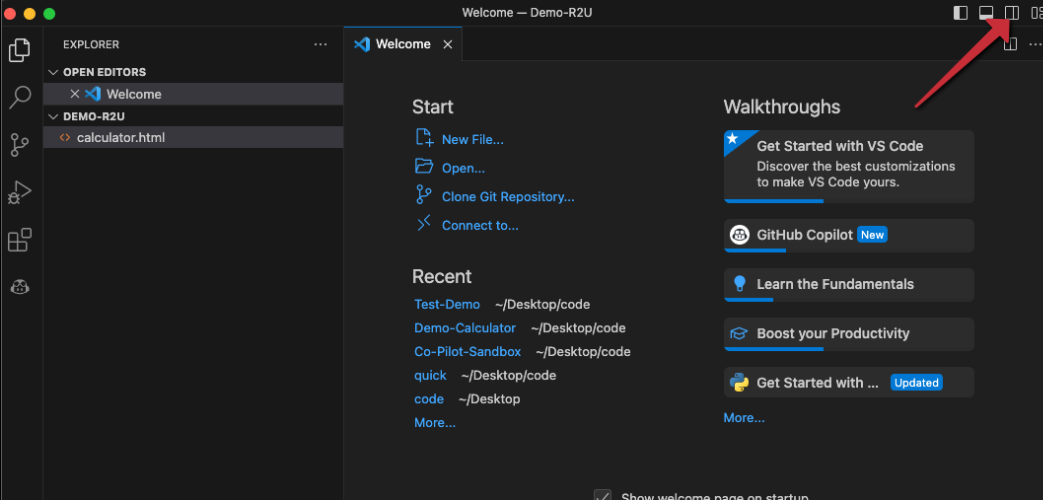 Welcome — Demo-R2U
EXPLORER
OPEN EDITORS
Welcome
DEMO-R2U
calculator.html
Welcome
Start
New File...
Open...
Clone Git Repository...
Connect to...
Recent
Test-Demo ~/Desktop/code
Demo-Calculator ~/Desktop/code
Co-Pilot-Sandbox ~/Desktop/code
quick ~/Desktop/code
code ~/Desktop
More...
Walkthroughs
Get Started with VS Code
Discover the best customizations
to make VS Code yours.
GitHub Copilot New
Learn the Fundamentals
Boost your Productivity
Get Started with ... Updated
More...
Show welcome page on startup